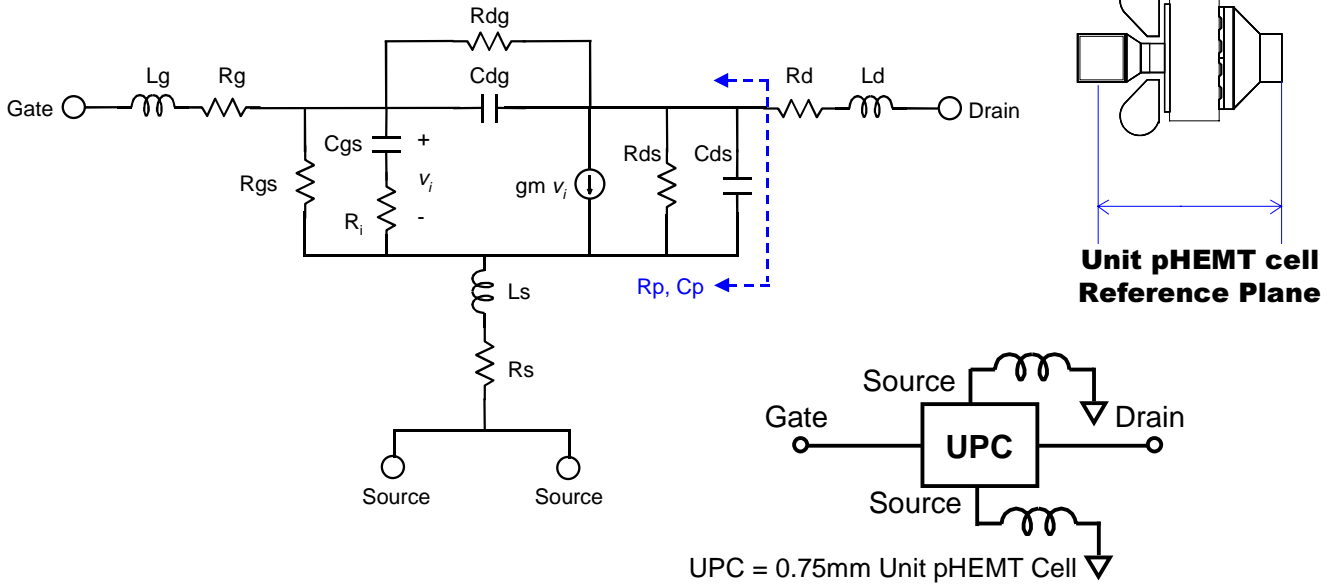 Rdg
Lg
Rg
Cdg
Rd
Ld
Gate
Drain
Cgs
+
Rds
Cds
Rgs
vi
gm vi
Ri
-
Rp, Cp
Ls
Rs
Source
Source
Unit pHEMT cell
Reference Plane
Source
Gate
Drain
UPC
Source
UPC = 0.75mm Unit pHEMT Cell